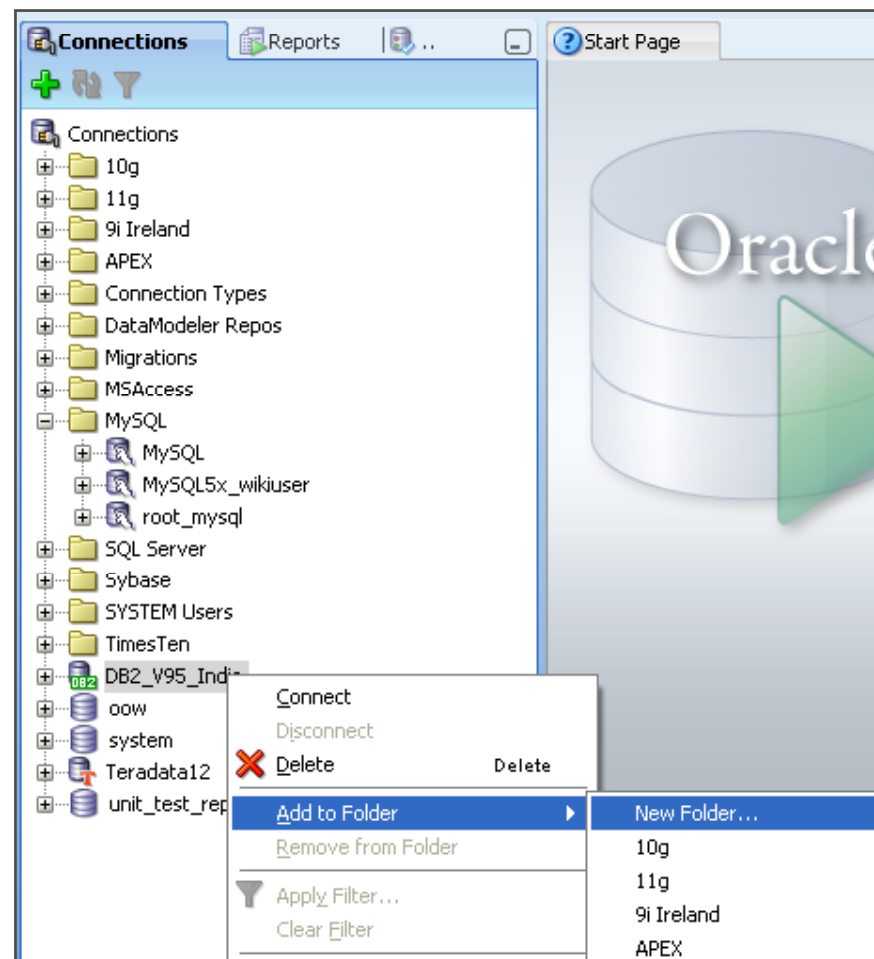 Connections Reports .. Start Page
Connections
10g
11g
9i Ireland
APEX
Connection Types
DataModeler Repos
Migrations
MSAccess
MySQL
MySQL
MySQL5x_wikiuser
root_mysql
SQL Server
Sybase
SYSTEM Users
TimesTen
DB2 DB2_V95_Indi
oow
system
Teradata12
unit_test_rep
Connect
Disconnect
Delete Delete
Add to Folder
Remove from Folder
Apply Filter...
Clear Filter
New Folder...
10g
11g
9i Ireland
APEX
Oracle